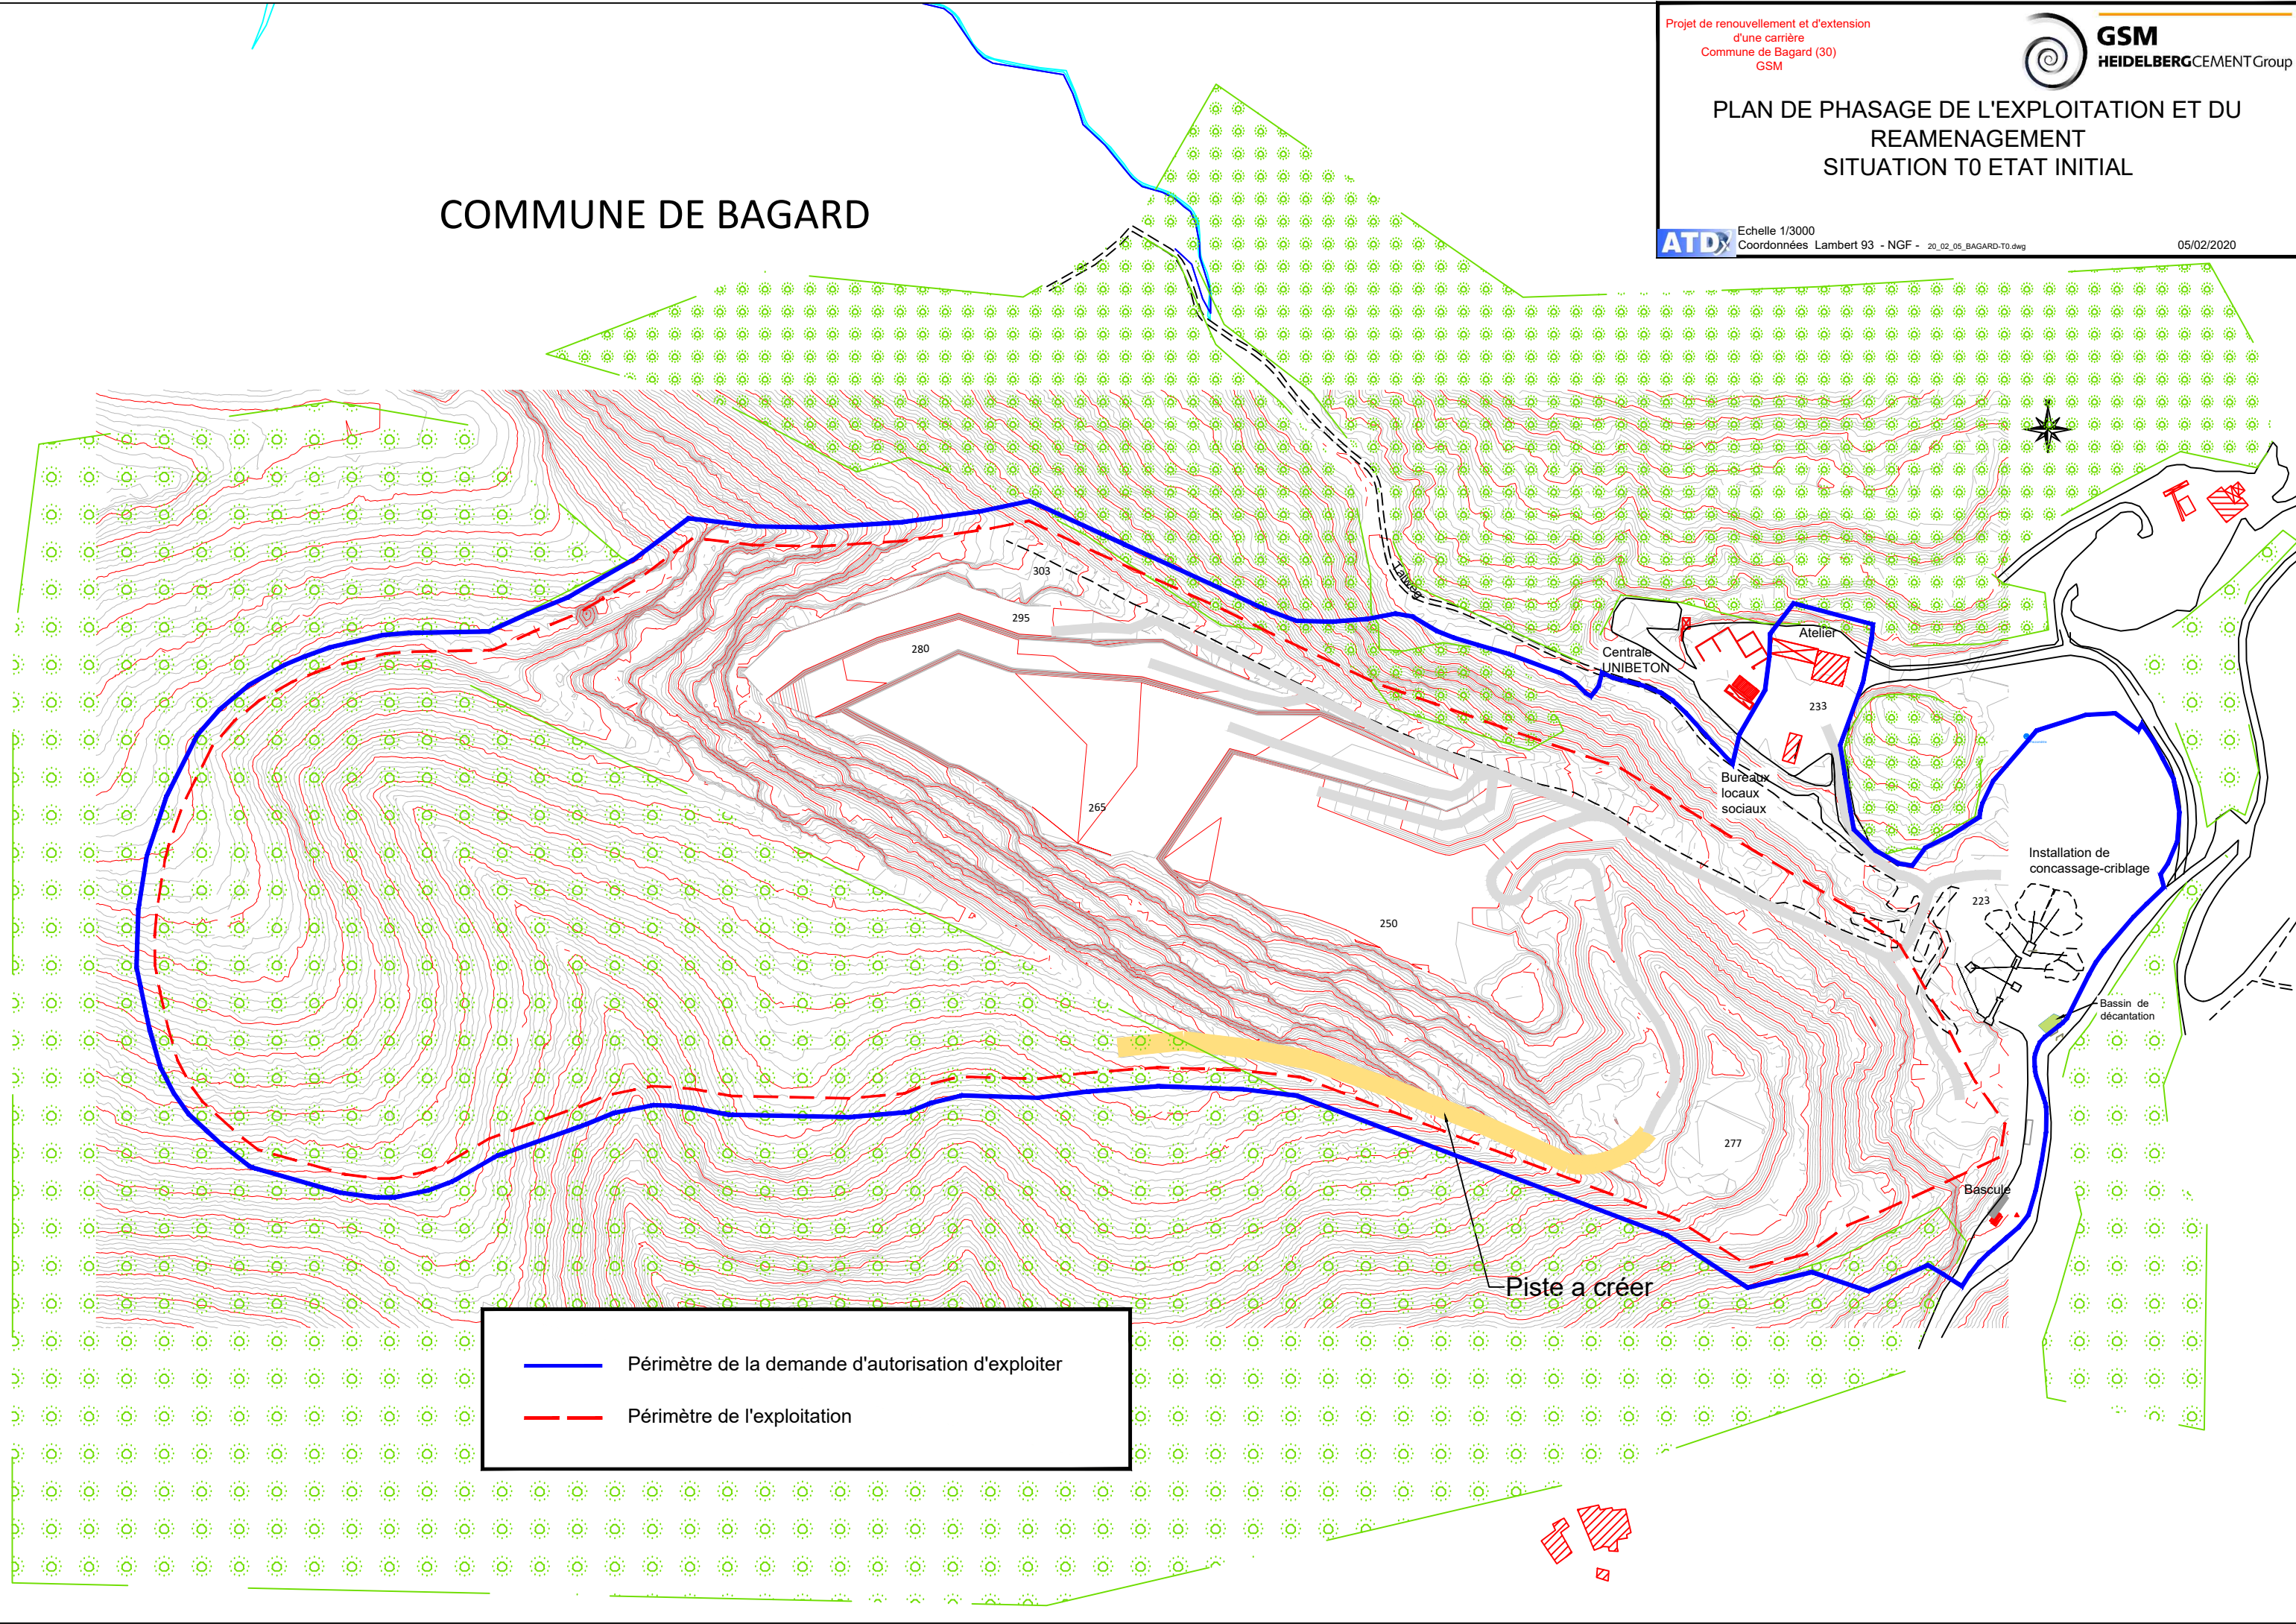 Projet de renouvellement et d'extension
d'une carrière
Commune de Bagard (30)
GSM
GSM
HEIDELBERGCEMENTGroup
PLAN DE PHASAGE DE L'EXPLOITATION ET DU
REAMENAGEMENT
SITUATION T0 ETAT INITIAL
ATDx
Echelle 1/3000
Coordonnées Lambert 93 - NGF - 20_02_05_BAGARD-T0.dwg
05/02/2020
COMMUNE DE BAGARD
303
295
280
265
250
277
Talweg
Centrale
UNIBETON
Atelier
233
Bureaux
locaux
sociaux
Installation de
concassage-criblage
223
Bassin de
décantation
Bascule
Piste a créer
Périmètre de la demande d'autorisation d'exploiter
Périmètre de l'exploitation